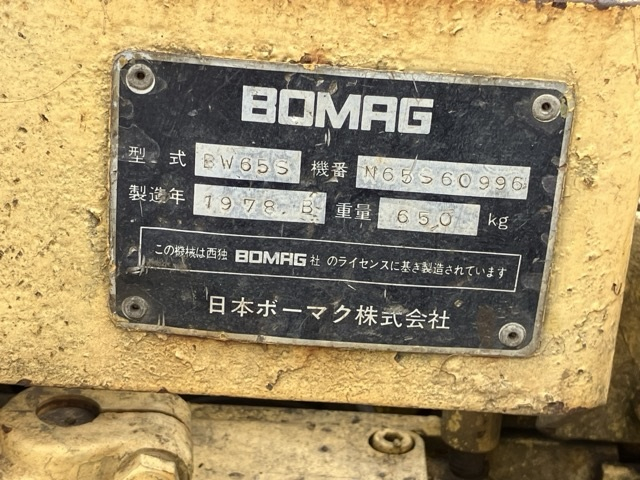 BOMAG
型式 BW65S 機番 N65S60996
製造年 1978.B 重量 650 kg
この機械は西独 BOMAG 社 のライセンスに基き製造されています
日本ボーマク株式会社